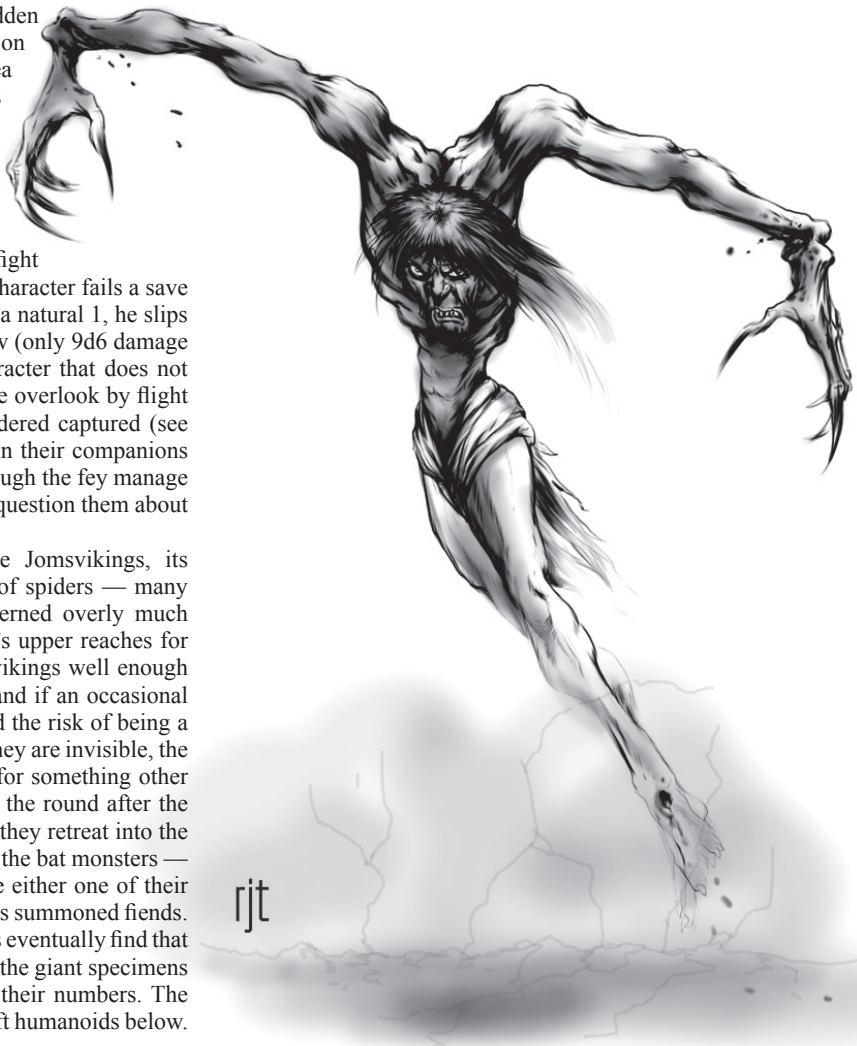 dden
on
ea
fight
haracter fails a save
a natural 1, he slips
w (only 9d6 damage
racter that does not
e overlook by flight
dered captured (see
n their companions
ugh the fey manage
question them about
e Jomsvikings, its
of spiders — many
erned overly much
's upper reaches for
vikings well enough
and if an occasional
d the risk of being a
hey are invisible, the
for something other
the round after the
they retreat into the
the bat monsters —
e either one of their
s summoned fiends.
s eventually find that
the giant specimens
their numbers. The
ft humanoids below.
rjt